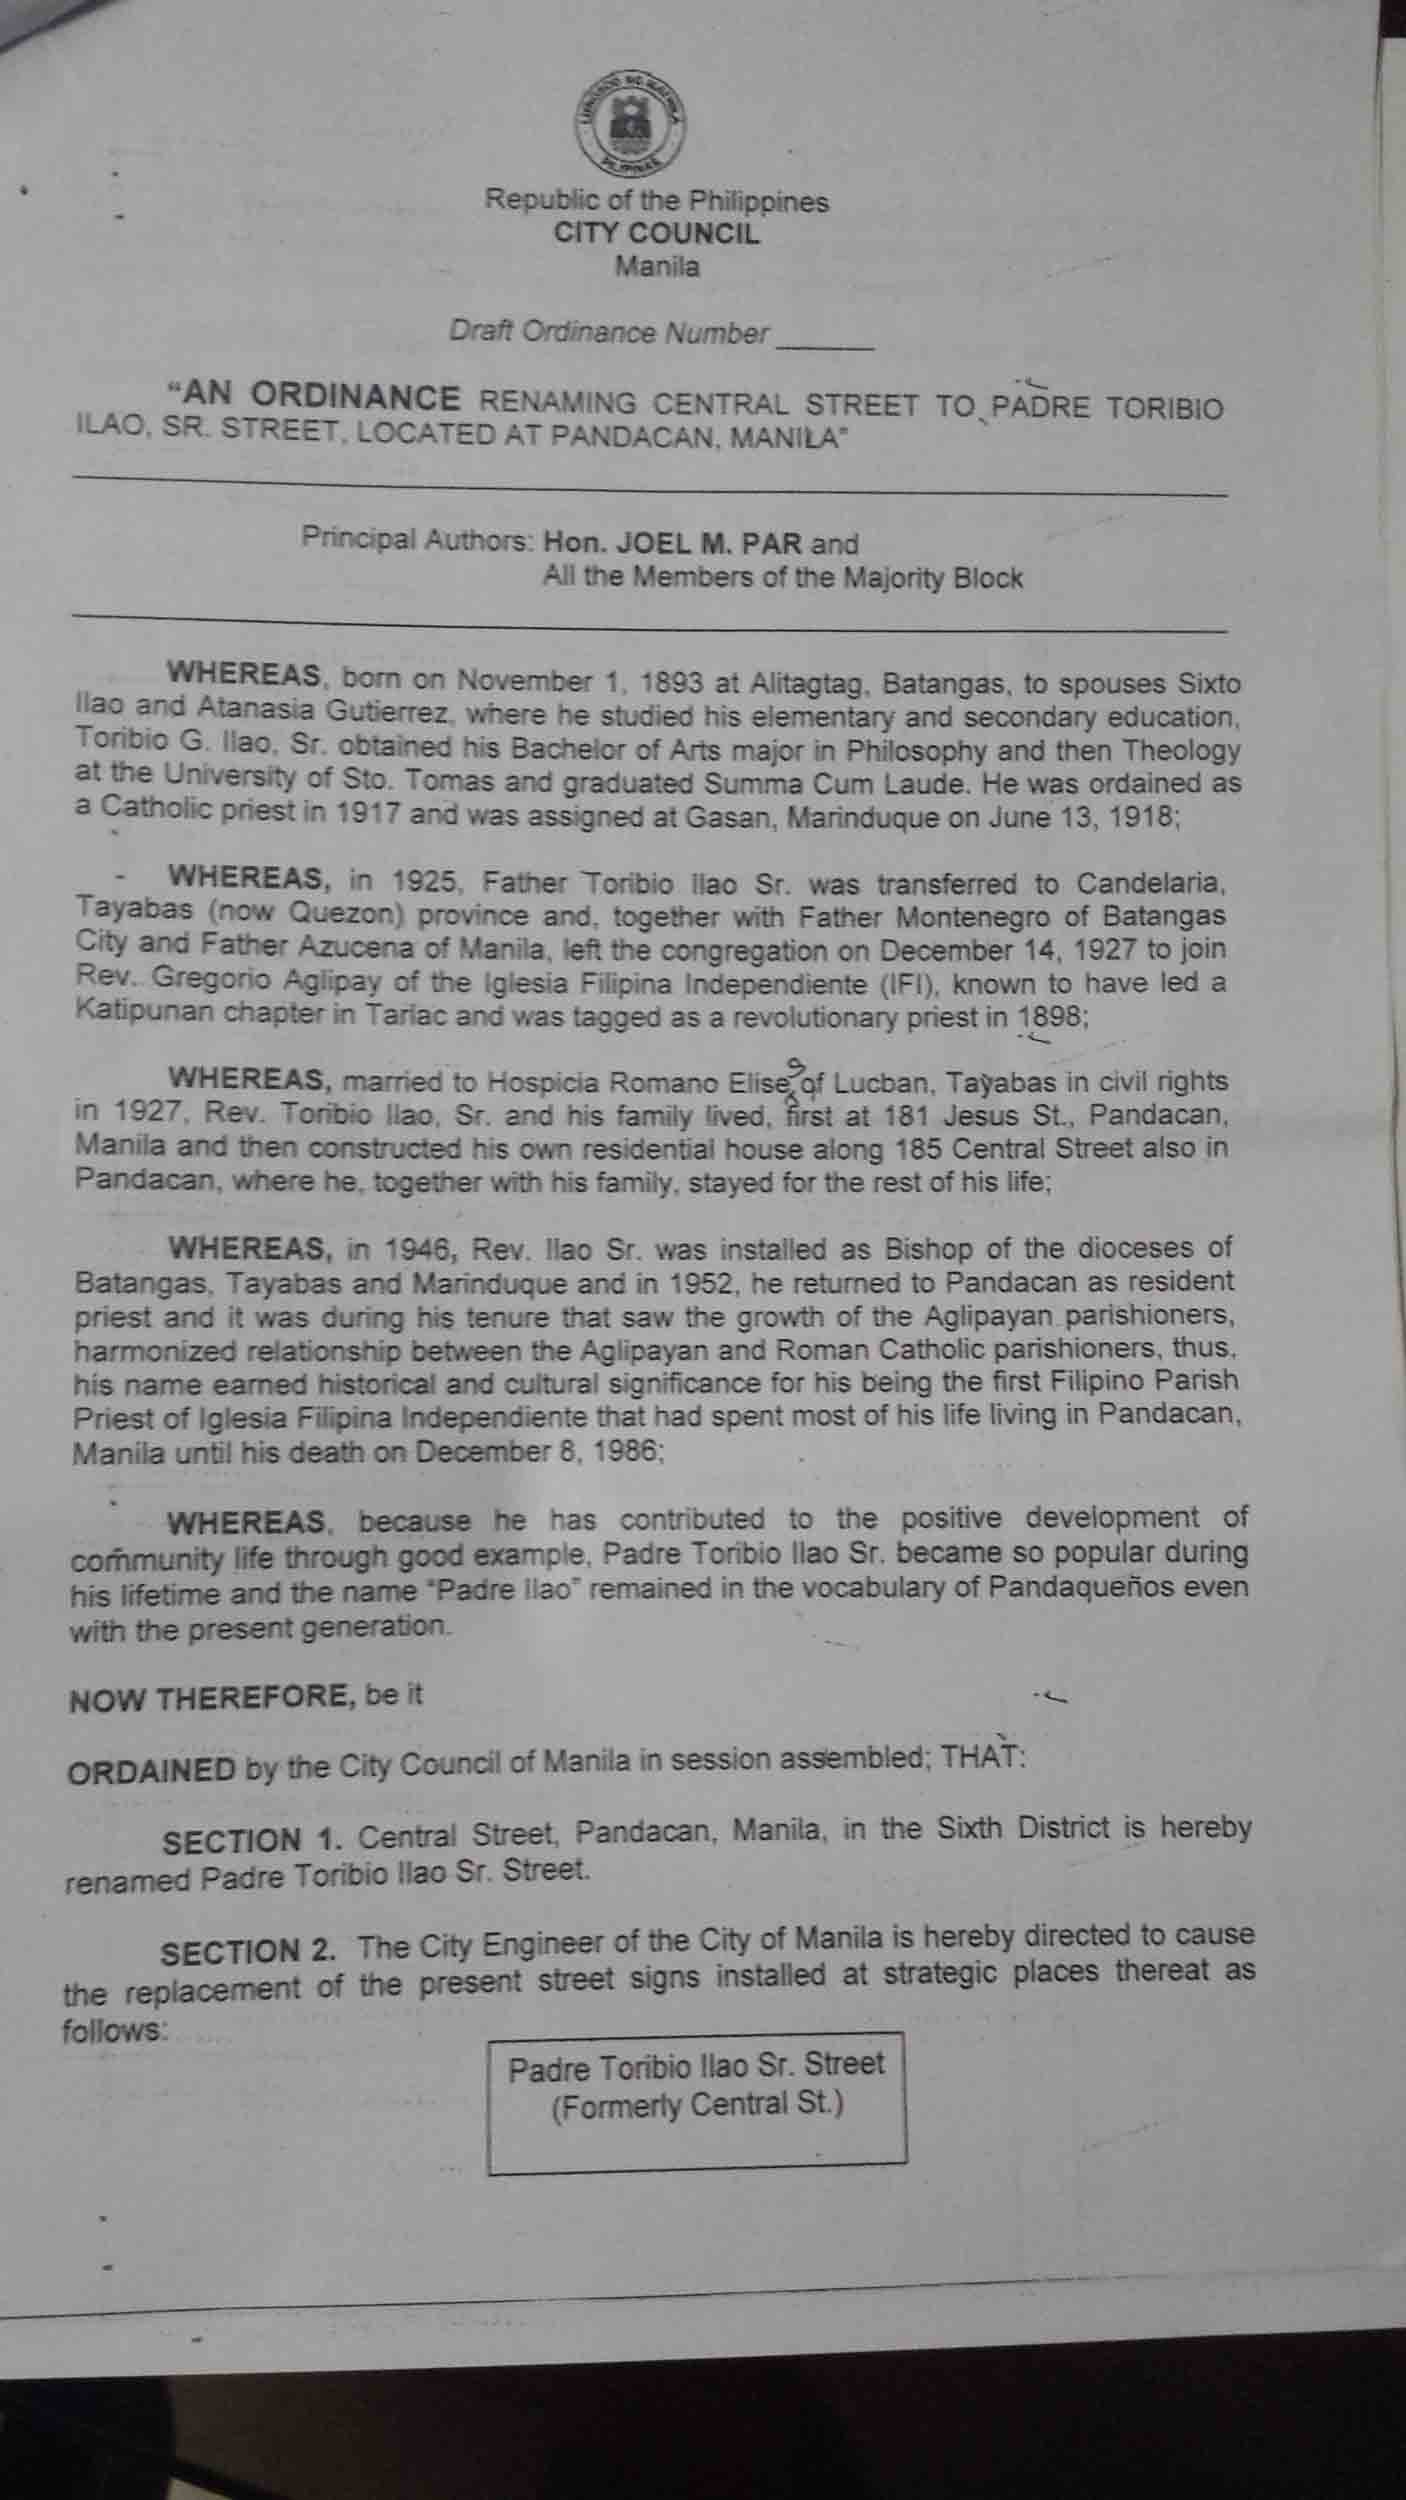 LUNGSOD NG MAYNILA
PILIPINAS
Republic of the Philippines
CITY COUNCIL
Manila
Draft Ordinance Number ______
“AN ORDINANCE RENAMING CENTRAL STREET TO PADRE TORIBIO
ILAO, SR. STREET, LOCATED AT PANDACAN, MANILA”
Principal Authors: Hon. JOEL M. PAR and
All the Members of the Majority Block
WHEREAS, born on November 1, 1893 at Alitagtag, Batangas, to spouses Sixto
Ilao and Atanasia Gutierrez, where he studied his elementary and secondary education,
Toribio G. Ilao, Sr. obtained his Bachelor of Arts major in Philosophy and then Theology
at the University of Sto. Tomas and graduated Summa Cum Laude. He was ordained as
a Catholic priest in 1917 and was assigned at Gasan, Marinduque on June 13, 1918;
WHEREAS, in 1925, Father Toribio Ilao Sr. was transferred to Candelaria,
Tayabas (now Quezon) province and, together with Father Montenegro of Batangas
City and Father Azucena of Manila, left the congregation on December 14, 1927 to join
Rev. Gregorio Aglipay of the Iglesia Filipina Independiente (IFI), known to have led a
Katipunan chapter in Tarlac and was tagged as a revolutionary priest in 1898;
WHEREAS, married to Hospicia Romano Elise of Lucban, Tayabas in civil rights
in 1927, Rev. Toribio Ilao, Sr. and his family lived, first at 181 Jesus St., Pandacan,
Manila and then constructed his own residential house along 185 Central Street also in
Pandacan, where he, together with his family, stayed for the rest of his life;
WHEREAS, in 1946, Rev. Ilao Sr. was installed as Bishop of the dioceses of
Batangas, Tayabas and Marinduque and in 1952, he returned to Pandacan as resident
priest and it was during his tenure that saw the growth of the Aglipayan parishioners,
harmonized relationship between the Aglipayan and Roman Catholic parishioners, thus,
his name earned historical and cultural significance for his being the first Filipino Parish
Priest of Iglesia Filipina Independiente that had spent most of his life living in Pandacan,
Manila until his death on December 8, 1986;
WHEREAS, because he has contributed to the positive development of
community life through good example, Padre Toribio Ilao Sr. became so popular during
his lifetime and the name “Padre Ilao” remained in the vocabulary of Pandaqueños even
with the present generation.
NOW THEREFORE, be it
ORDAINED by the City Council of Manila in session assembled; THAT:
SECTION 1. Central Street, Pandacan, Manila, in the Sixth District is hereby
renamed Padre Toribio Ilao Sr. Street.
SECTION 2. The City Engineer of the City of Manila is hereby directed to cause
the replacement of the present street signs installed at strategic places thereat as
follows:
Padre Toribio Ilao Sr. Street
(Formerly Central St.)